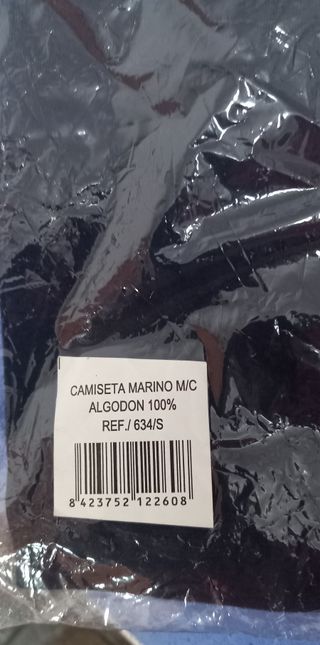 CAMISETA MARINO M/C
ALGODON 100%
REF./ 634/S
8 423752 122608